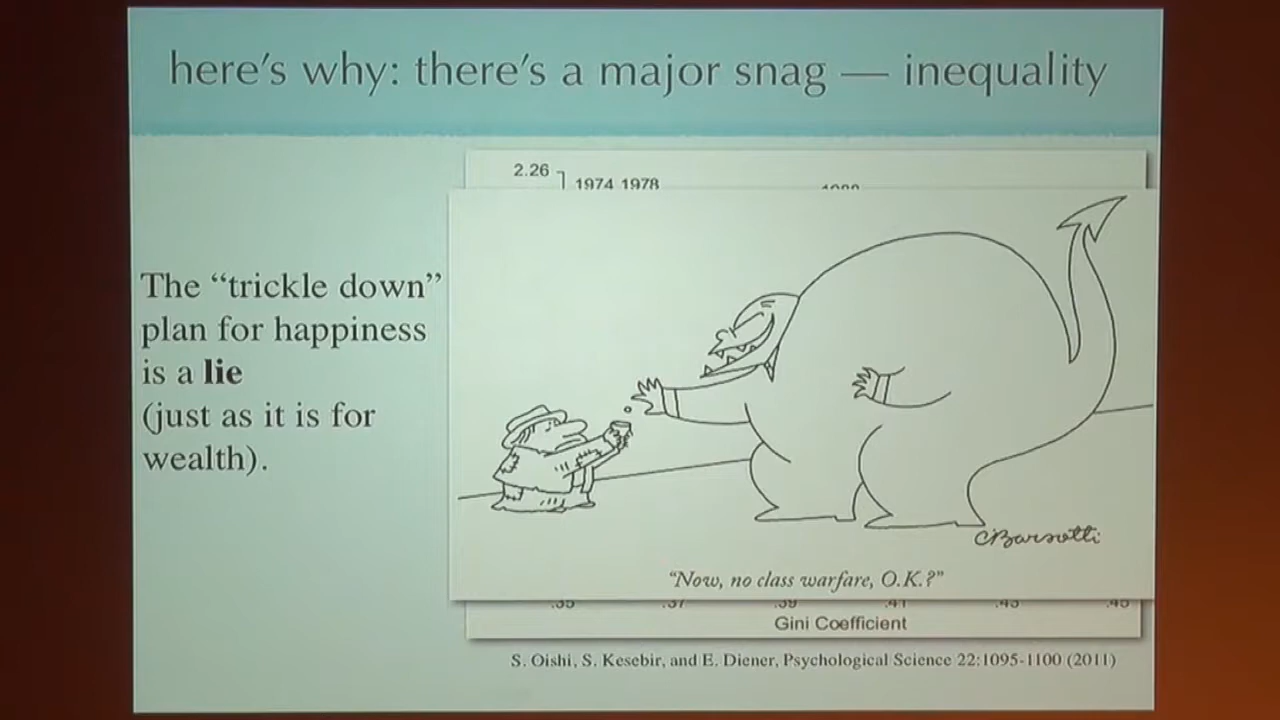 here's why: there's a major snag — inequality
2.26
1974 1978
The “trickle down”
plan for happiness
is a lie
(just as it is for
wealth).
CBarsotti
“Now, no class warfare, O.K.?”
.35 .37 .39 .41 .43 .45
Gini Coefficient
S. Oishi, S. Kesebir, and E. Diener, Psychological Science 22:1095-1100 (2011)